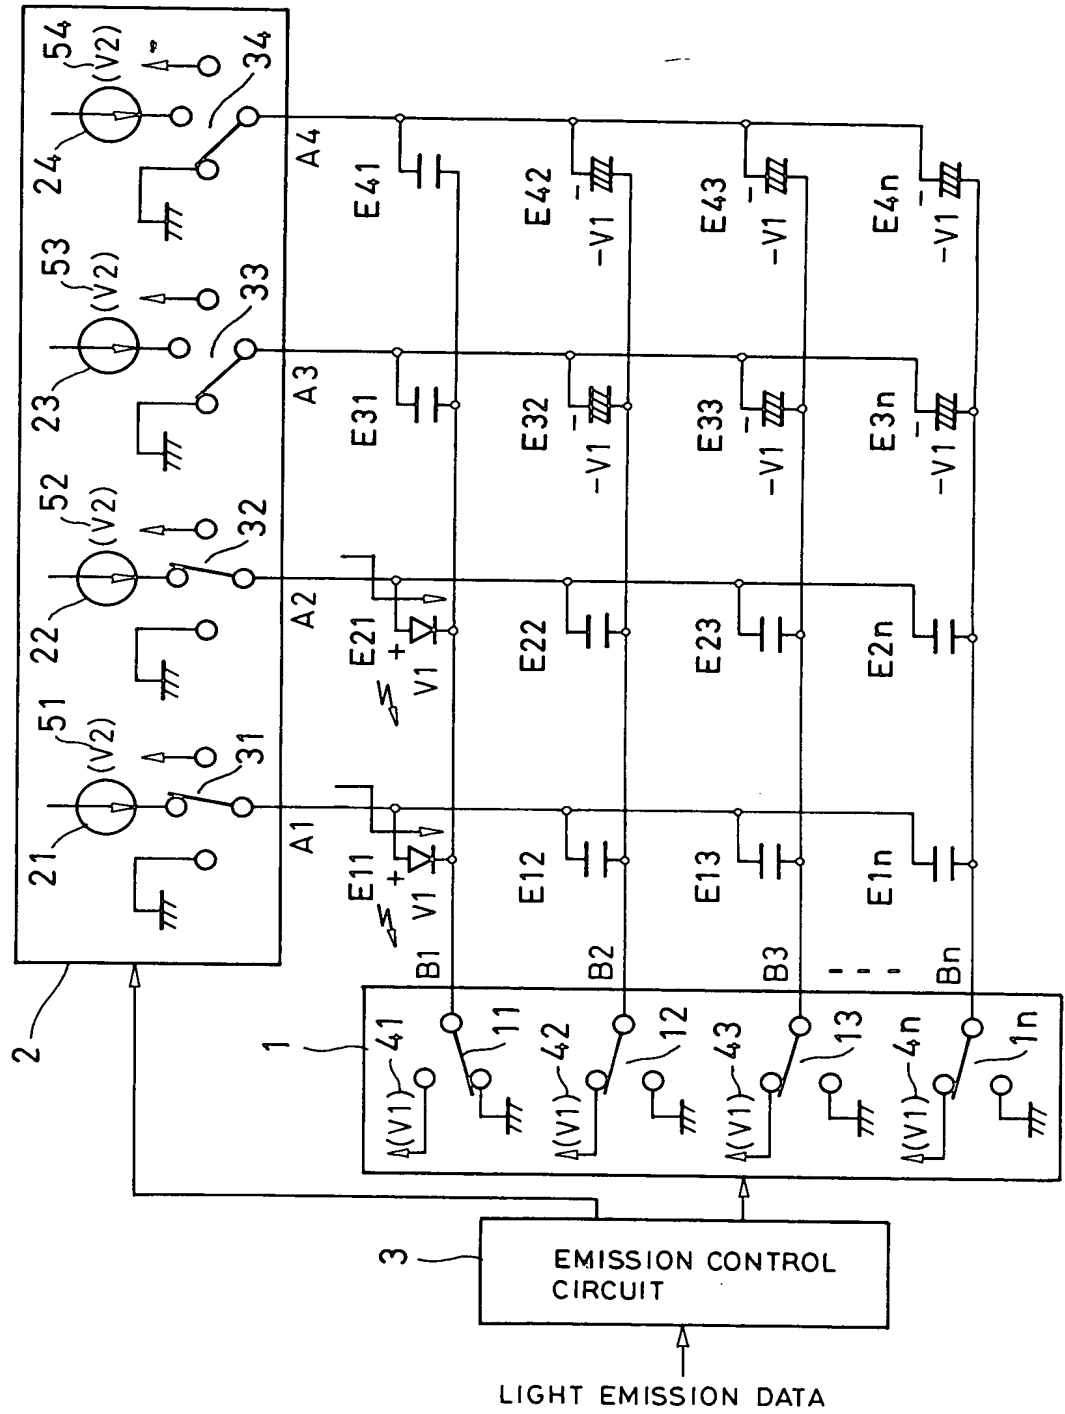 54
(V2)
24
34
A4
53
(V2)
23
33
A3
52
(V2)
22
32
A2
51
(V2)
21
31
A1
2
E41
E42
-V1
E43
-V1
E4n
-V1
E31
E32
-V1
E33
-V1
E3n
-V1
E21
+
V1
E22
E23
E2n
E11
+
V1
E12
E13
E1n
B1
B2
B3
Bn
1
41
(V1)
11
42
(V1)
12
43
(V1)
13
4n
(V1)
1n
3
EMISSION CONTROL
CIRCUIT
LIGHT EMISSION DATA